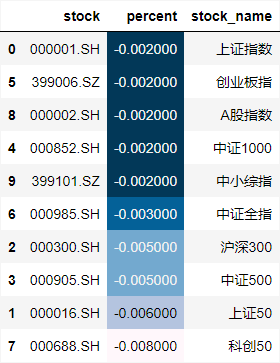 stock percent stock_name
0 000001.SH -0.002000 上证指数
5 399006.SZ -0.002000 创业板指
8 000002.SH -0.002000 A股指数
4 000852.SH -0.002000 中证1000
9 399101.SZ -0.002000 中小综指
6 000985.SH -0.003000 中证全指
2 000300.SH -0.005000 沪深300
3 000905.SH -0.005000 中证500
1 000016.SH -0.006000 上证50
7 000688.SH -0.008000 科创50